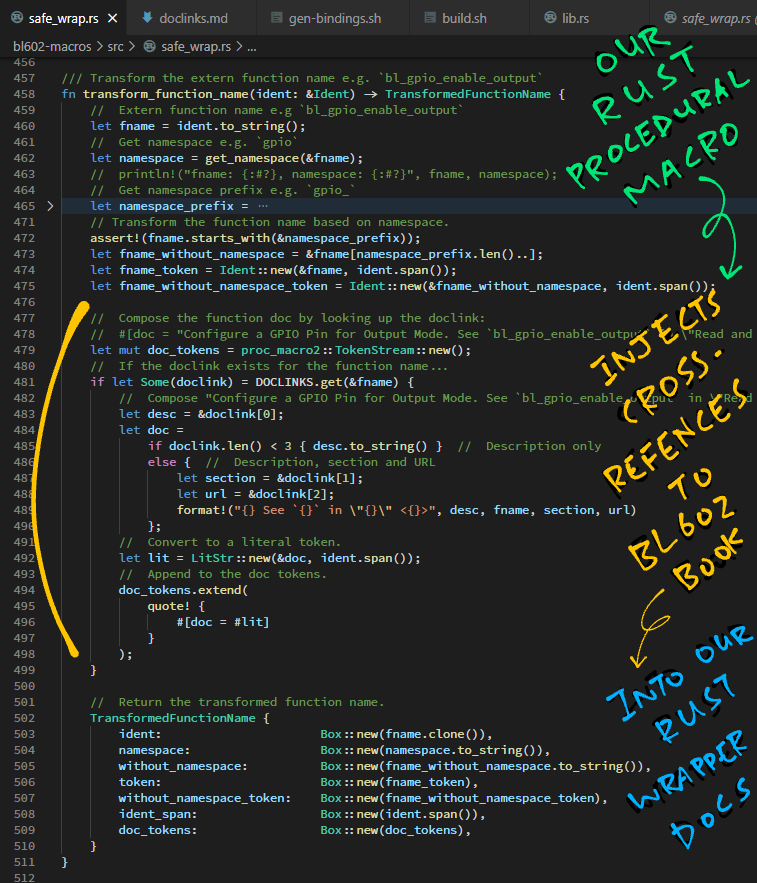 safe_wrap.rs
doclinks.md
gen-bindings.sh
build.sh
lib.rs
safe_wrap.rs
bl602-macros > src > safe_wrap.rs > ...
456
457 /// Transform the extern function name e.g. `bl_gpio_enable_output`
458 fn transform_function_name(ident: &Ident) -> TransformedFunctionName {
459     //  Extern function name e.g `bl_gpio_enable_output`
460     let fname = ident.to_string();
461     //  Get namespace e.g. `gpio`
462     let namespace = get_namespace(&fname);
463     // println!("fname: {:#?}, namespace: {:#?}", fname, namespace);
464     // Get namespace prefix e.g. `gpio_`
465     let namespace_prefix = ...
471     // Transform the function name based on namespace.
472     assert!(fname.starts_with(&namespace_prefix));
473     let fname_without_namespace = &fname[namespace_prefix.len()..];
474     let fname_token = Ident::new(&fname, ident.span());
475     let fname_without_namespace_token = Ident::new(&fname_without_namespace, ident.span());
476
477     //  Compose the function doc by looking up the doclink:
478     //  #[doc = "Configure a GPIO Pin for Output Mode. See `bl_gpio_enable_output` in \"Read and
479     let mut doc_tokens = proc_macro2::TokenStream::new();
480     //  If the doclink exists for the function name...
481     if let Some(doclink) = DOCLINKS.get(&fname) {
482         //  Compose "Configure a GPIO Pin for Output Mode. See `bl_gpio_enable_output` in \"Read
483         let desc = &doclink[0];
484         let doc =
485             if doclink.len() < 3 { desc.to_string() }  //  Description only
486             else {  //  Description, section and URL
487                 let section = &doclink[1];
488                 let url = &doclink[2];
489                 format!("{} See `{}` in \"{}\" <{}>", desc, fname, section, url)
490             };
491         //  Convert to a literal token.
492         let lit = LitStr::new(&doc, ident.span());
493         //  Append to the doc tokens.
494         doc_tokens.extend(
495             quote! {
496                 #[doc = #lit]
497             }
498         );
499     }
500
501     //  Return the transformed function name.
502     TransformedFunctionName {
503         ident:                   Box::new(fname.clone()),
504         namespace:               Box::new(namespace.to_string()),
505         without_namespace:       Box::new(fname_without_namespace.to_string()),
506         token:                   Box::new(fname_token),
507         without_namespace_token: Box::new(fname_without_namespace_token),
508         ident_span:              Box::new(ident.span()),
509         doc_tokens:              Box::new(doc_tokens),
510     }
511 }
512
OUR
RUST
PROCEDURAL
MACRO
INJECTS
CROSS-
REFENCES
TO
BL602
BOOK
INTO OUR
RUST
WRAPPER
DOCS